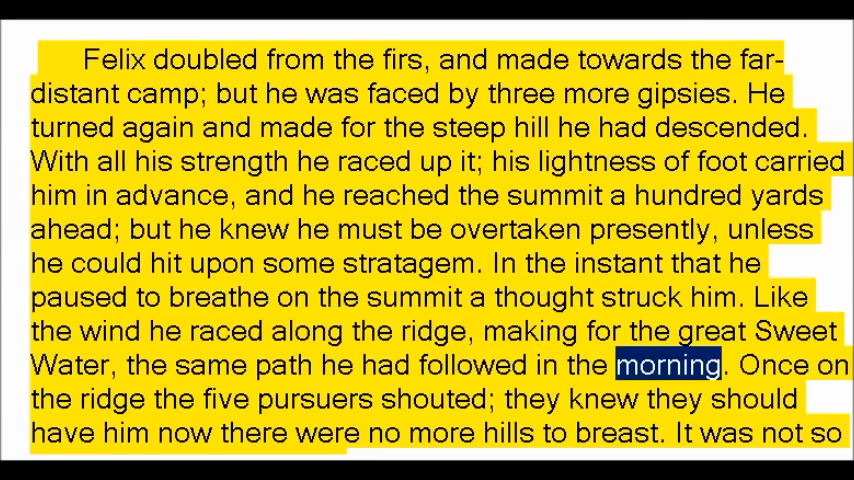 Felix doubled from the firs, and made towards the far-
distant camp; but he was faced by three more gipsies. He
turned again and made for the steep hill he had descended.
With all his strength he raced up it; his lightness of foot carried
him in advance, and he reached the summit a hundred yards
ahead; but he knew he must be overtaken presently, unless
he could hit upon some stratagem. In the instant that he
paused to breathe on the summit a thought struck him. Like
the wind he raced along the ridge, making for the great Sweet
Water, the same path he had followed in the morning. Once on
the ridge the five pursuers shouted; they knew they should
have him now there were no more hills to breast. It was not so